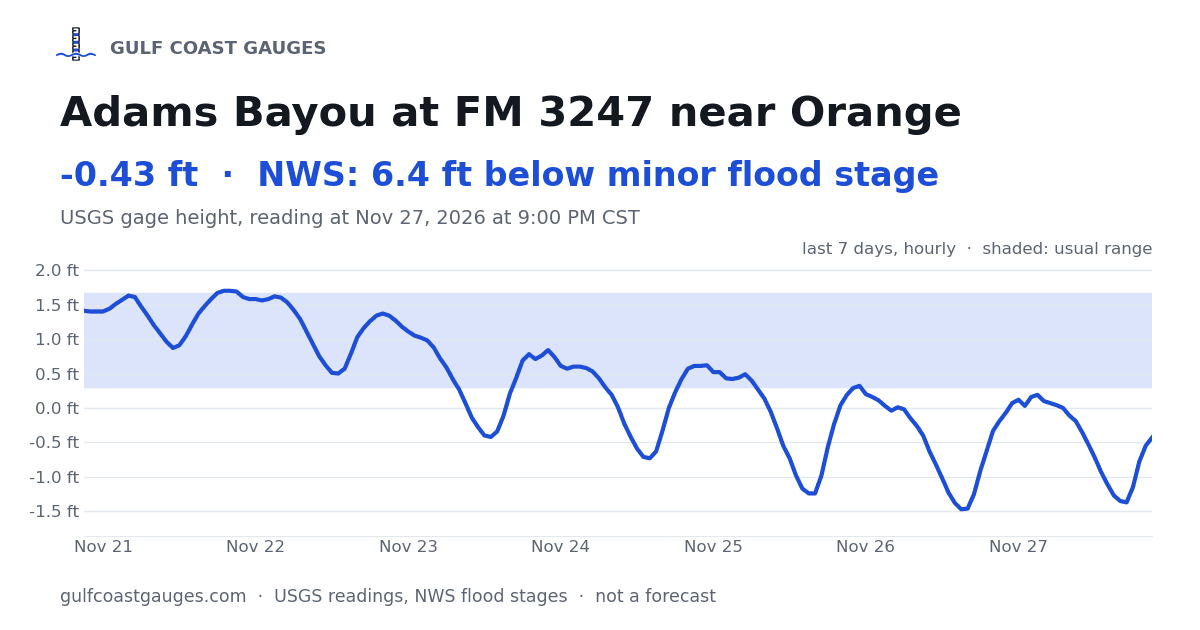 GULF COAST GAUGES
Adams Bayou at FM 3247 near Orange
-0.43 ft · NWS: 6.4 ft below minor flood stage
USGS gage height, reading at Nov 27, 2026 at 9:00 PM CST
last 7 days, hourly · shaded: usual range
2.0 ft
1.5 ft
1.0 ft
0.5 ft
0.0 ft
-0.5 ft
-1.0 ft
-1.5 ft
Nov 21 Nov 22 Nov 23 Nov 24 Nov 25 Nov 26 Nov 27
gulfcoastgauges.com · USGS readings, NWS flood stages · not a forecast